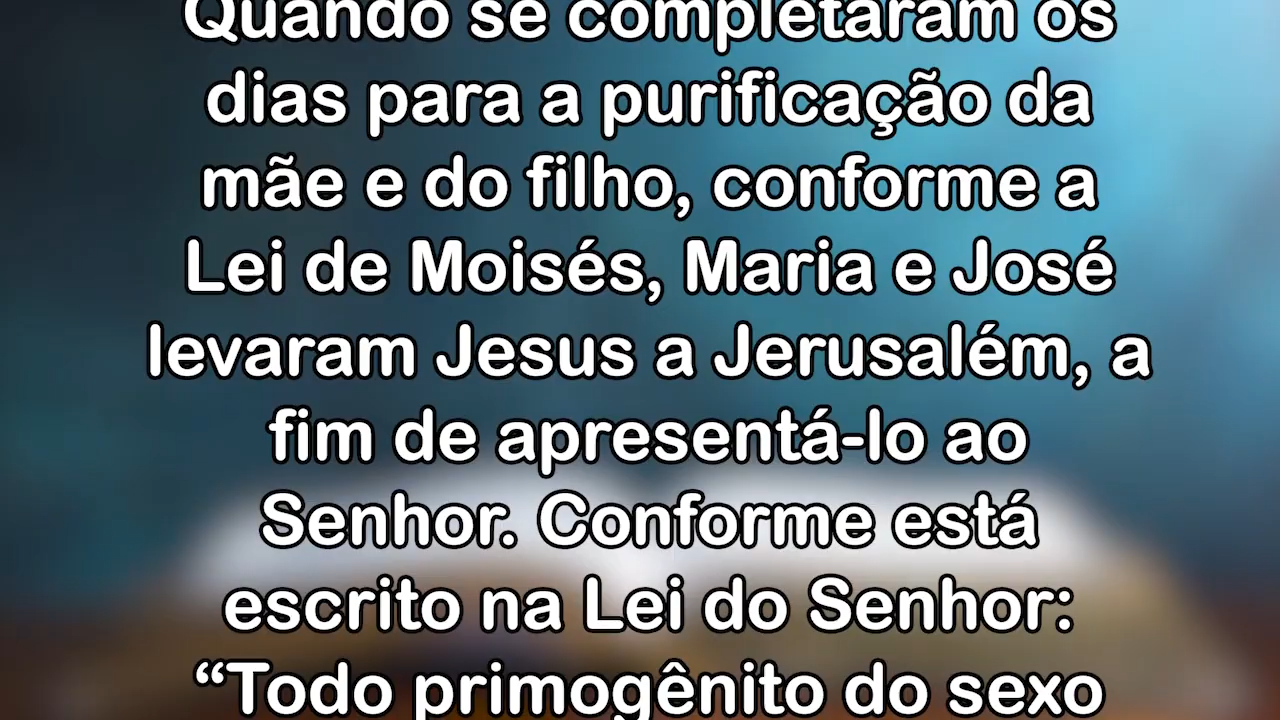 Quando se completaram os
dias para a purificação da
mãe e do filho, conforme a
Lei de Moisés, Maria e José
levaram Jesus a Jerusalém, a
fim de apresentá-lo ao
Senhor. Conforme está
escrito na Lei do Senhor:
“Todo primogênito do sexo